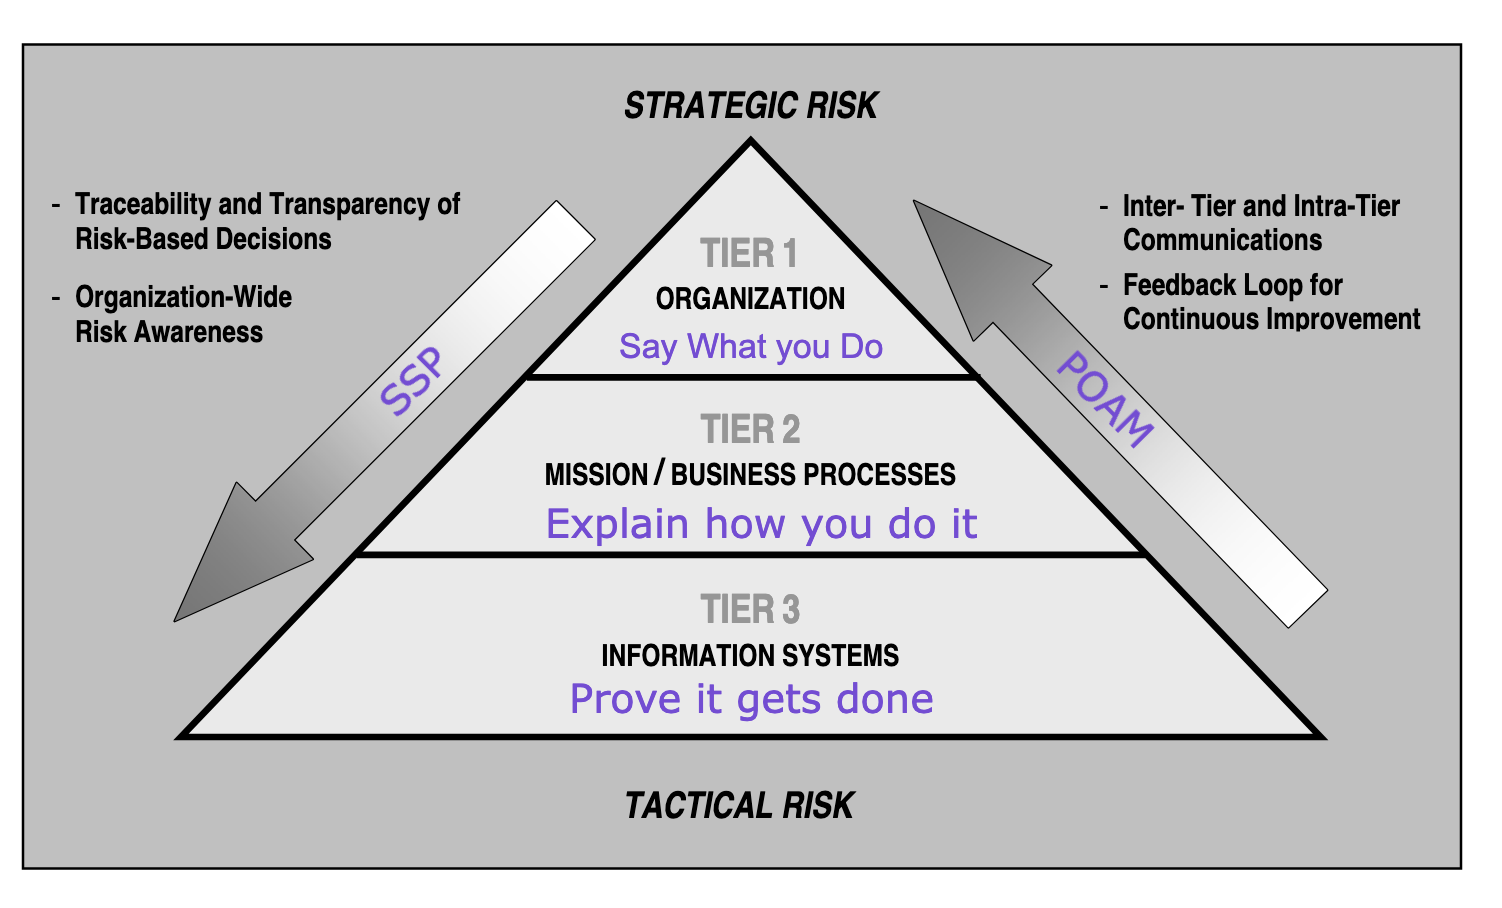 STRATEGIC RISK
- Traceability and Transparency of
Risk-Based Decisions
- Organization-Wide
Risk Awareness
SSP
- Inter- Tier and Intra-Tier
Communications
- Feedback Loop for
Continuous Improvement
POAM
TIER 1
ORGANIZATION
Say What you Do
TIER 2
MISSION / BUSINESS PROCESSES
Explain how you do it
TIER 3
INFORMATION SYSTEMS
Prove it gets done
TACTICAL RISK